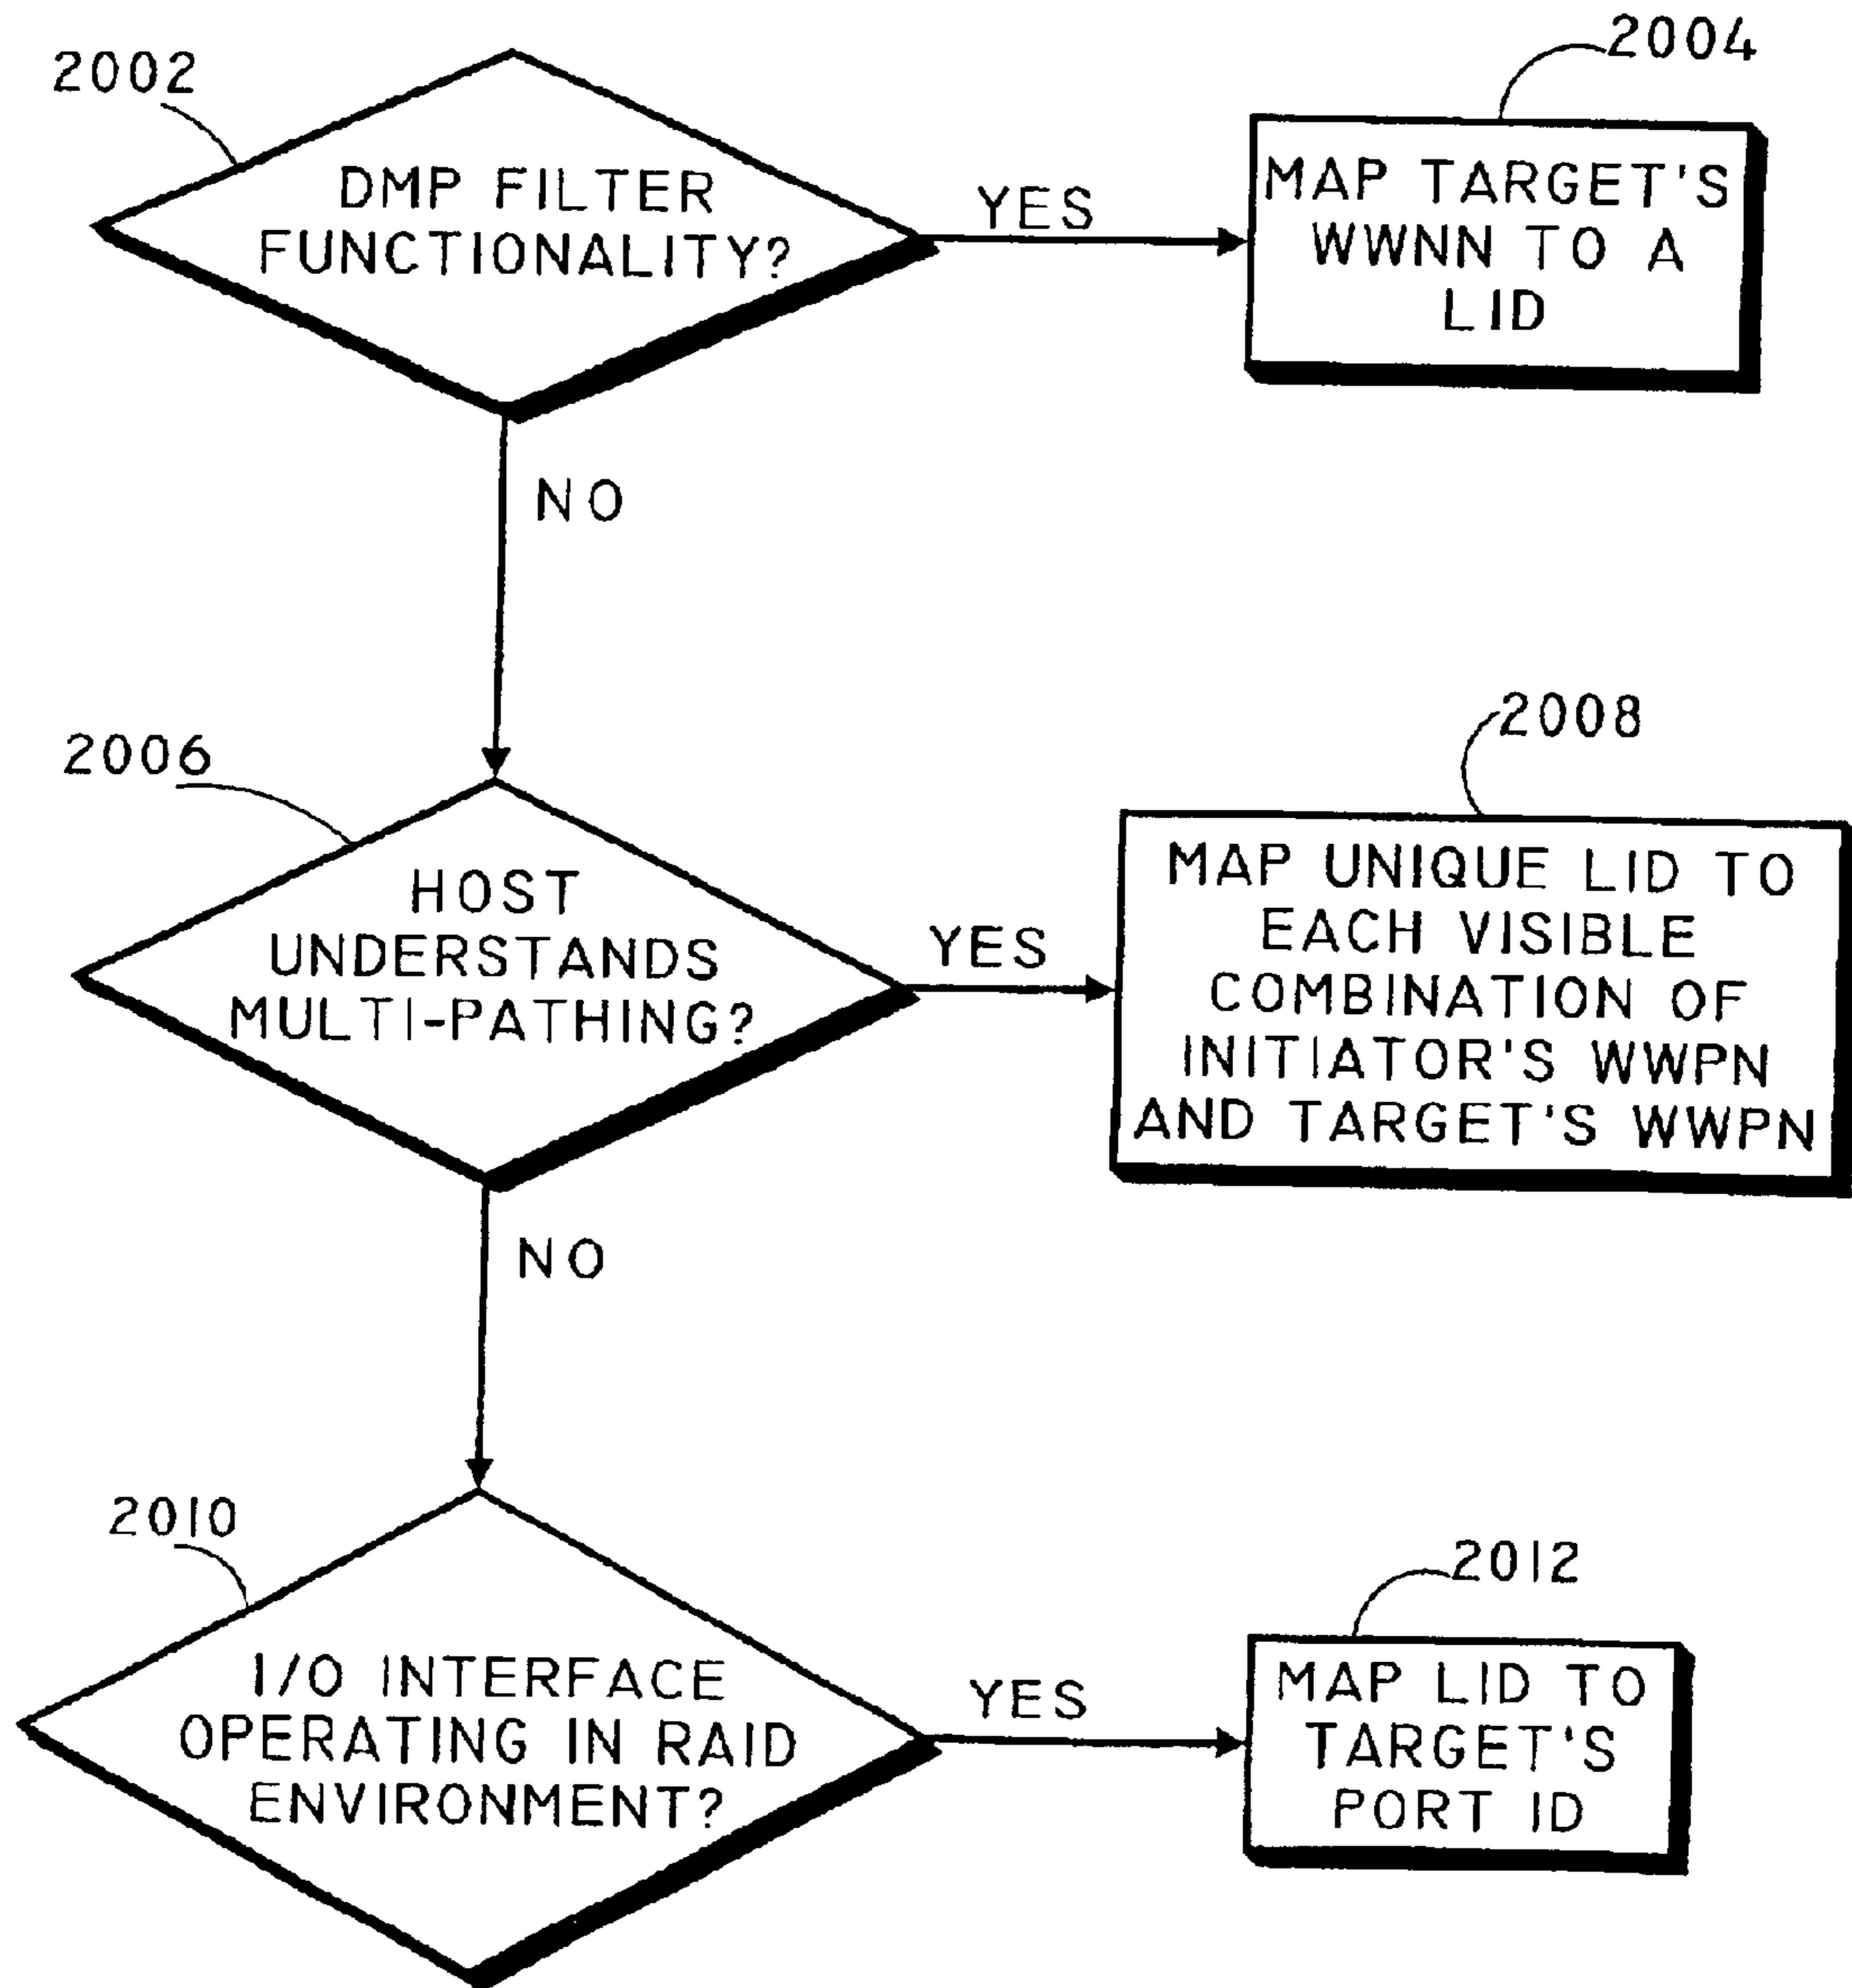 2002
DMP FILTER
FUNCTIONALITY?
YES
2004
MAP TARGET'S
WWNN TO A
LID
NO
2006
HOST
UNDERSTANDS
MULTI-PATHING?
YES
2008
MAP UNIQUE LID TO
EACH VISIBLE
COMBINATION OF
INITIATOR'S WWPN
AND TARGET'S WWPN
NO
2010
I/O INTERFACE
OPERATING IN RAID
ENVIRONMENT?
YES
2012
MAP LID TO
TARGET'S
PORT ID